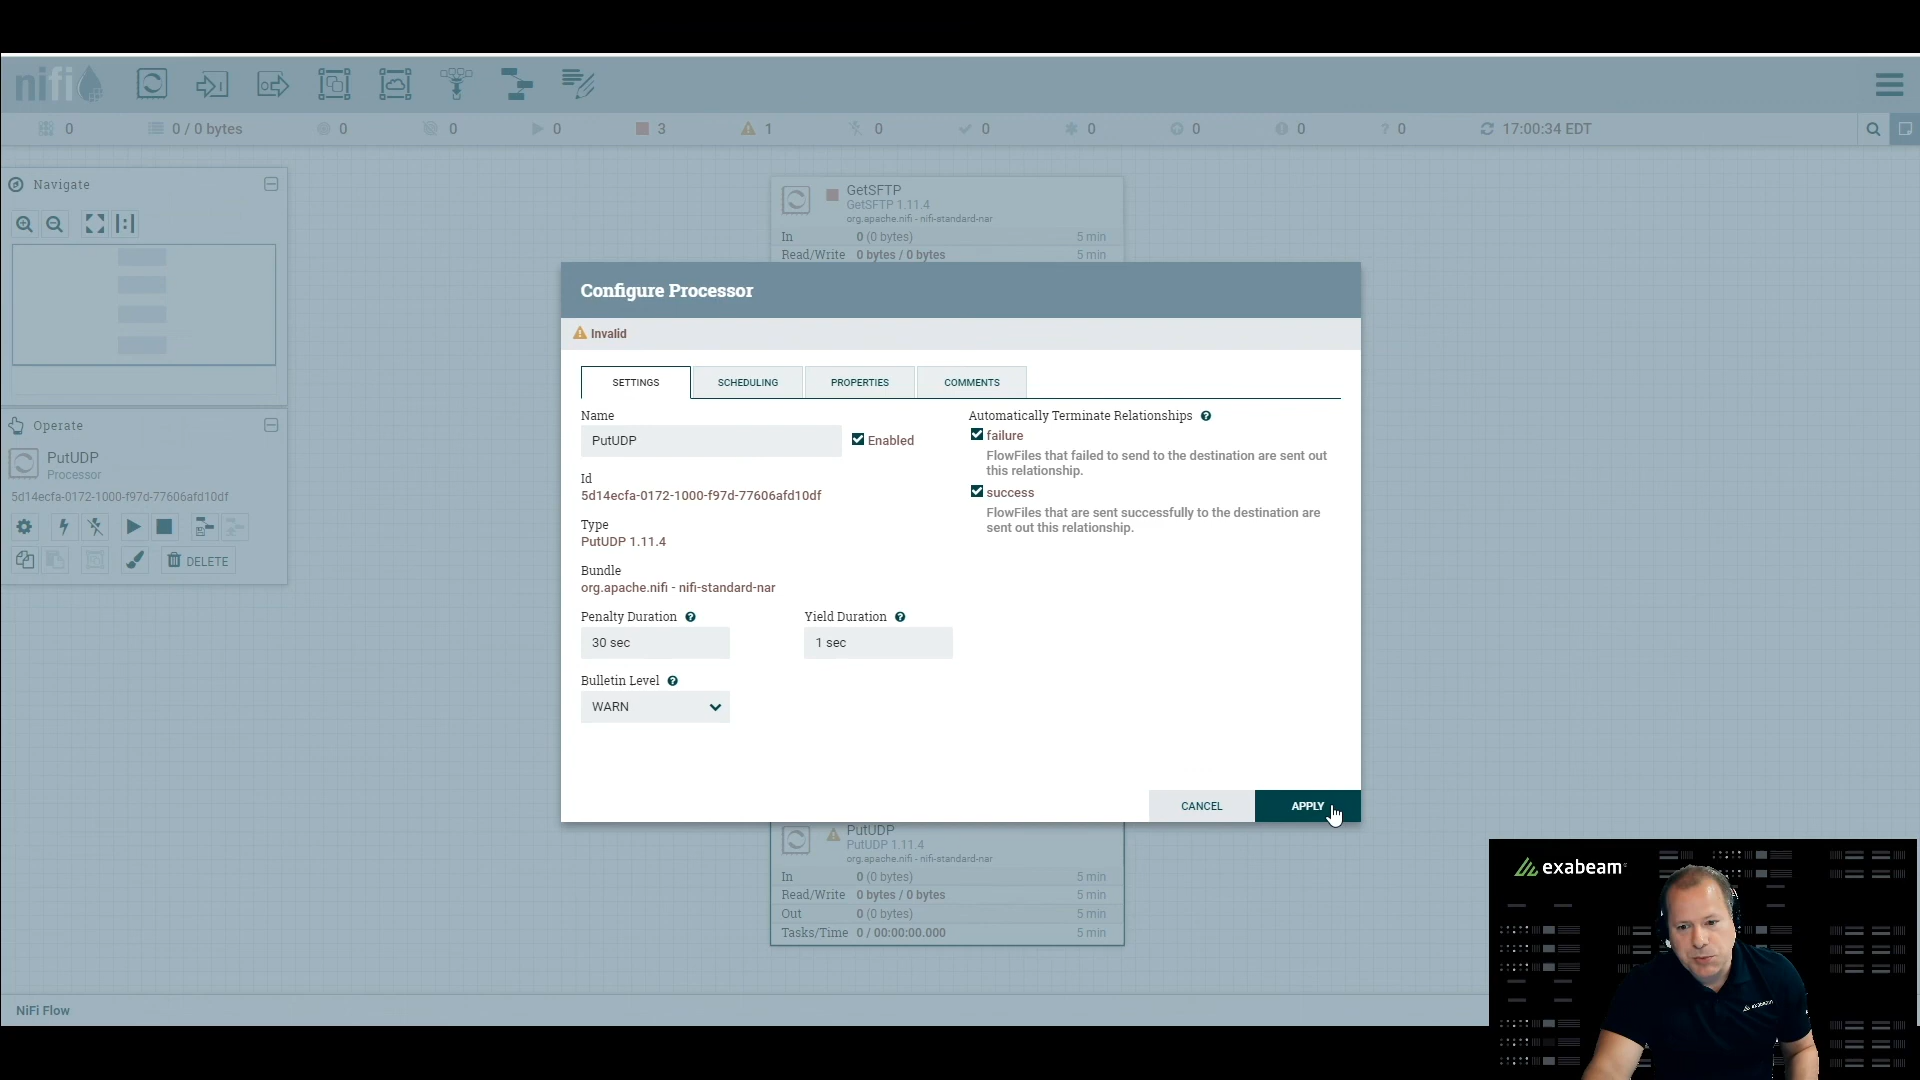 nifi
0
0 / 0 bytes
0
0
0
3
1
0
0
0
0
0
0
17:00:34 EDT
Navigate
Operate
PutUDP
Processor
5d14ecfa-0172-1000-f97d-77606afd10df
DELETE
GetSFTP
GetSFTP 1.11.4
org.apache.nifi - nifi-standard-nar
In 0 (0 bytes) 5 min
Read/Write 0 bytes / 0 bytes 5 min
Configure Processor
Invalid
SETTINGS SCHEDULING PROPERTIES COMMENTS
Name
PutUDP
Enabled
Id
5d14ecfa-0172-1000-f97d-77606afd10df
Type
PutUDP 1.11.4
Bundle
org.apache.nifi - nifi-standard-nar
Penalty Duration
30 sec
Yield Duration
1 sec
Bulletin Level
WARN
Automatically Terminate Relationships
failure
FlowFiles that failed to send to the destination are sent out
this relationship.
success
FlowFiles that are sent successfully to the destination are
sent out this relationship.
CANCEL APPLY
PutUDP
PutUDP 1.11.4
org.apache.nifi - nifi-standard-nar
In 0 (0 bytes) 5 min
Read/Write 0 bytes / 0 bytes 5 min
Out 0 (0 bytes) 5 min
Tasks/Time 0 / 00:00:00.000 5 min
NiFi Flow
exabeam
exabeam